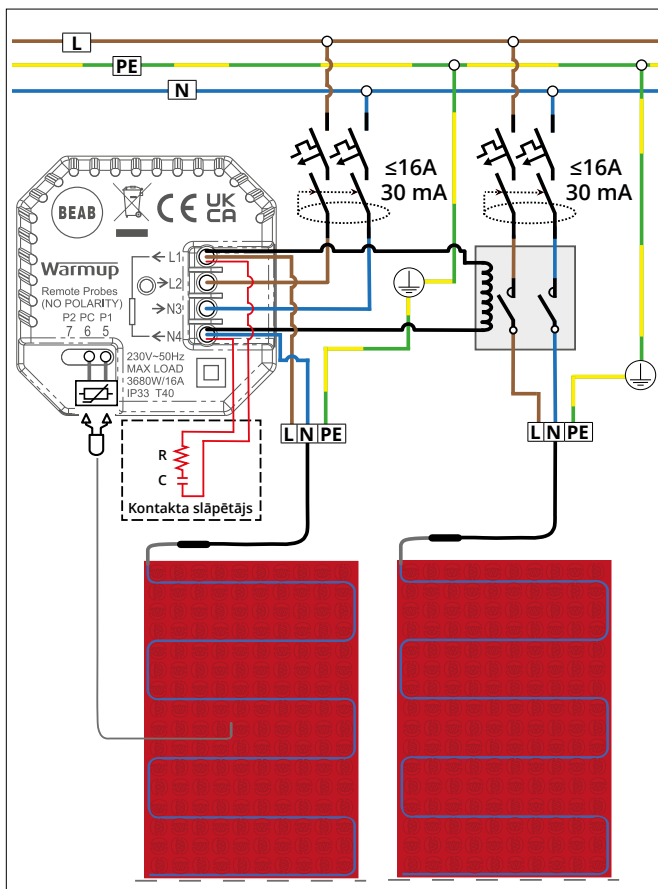 L
PE
N
≤16A
30 mA
≤16A
30 mA
BEAB
CE UK CA
Warmup
Remote Probes
(NO POLARITY)
P2 PC P1
7 6 5
L1
L2
N3
N4
230V~50Hz
MAX LOAD
3680W/16A
IP33 T40
L N PE
L N PE
R
C
Kontakta slāpētājs